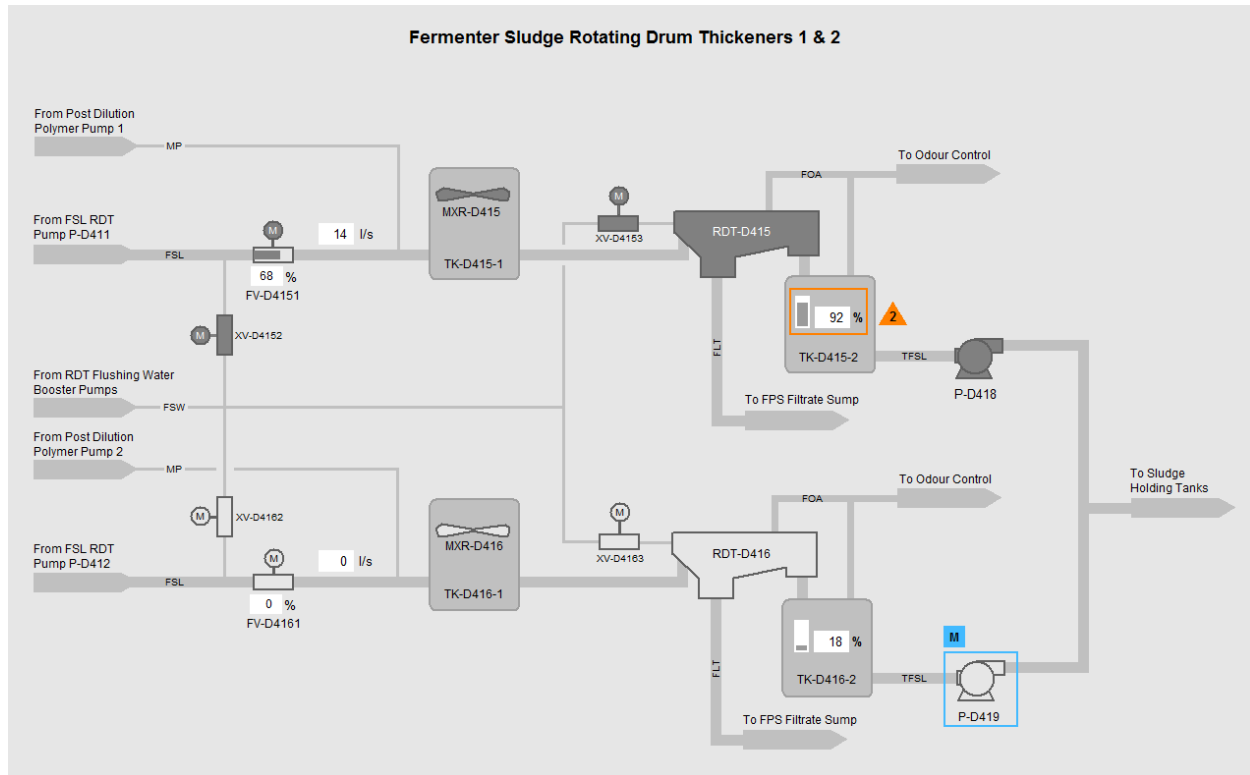 Fermenter Sludge Rotating Drum Thickeners 1 & 2
From Post Dilution
Polymer Pump 1
MP
To Odour Control
FOA
M
MXR-D415
From FSL RDT
Pump P-D411
M
14 l/s
XV-D4153
RDT-D415
FSL
TK-D415-1
68 %
FV-D4151
92 %
2
M
XV-D4152
FLT
TK-D415-2
TFSL
P-D418
From RDT Flushing Water
Booster Pumps
FSW
To FPS Filtrate Sump
From Post Dilution
Polymer Pump 2
MP
To Odour Control
To Sludge
Holding Tanks
FOA
M
XV-D4162
M
MXR-D416
From FSL RDT
Pump P-D412
M
0 l/s
XV-D4163
RDT-D416
FSL
TK-D416-1
0 %
FV-D4161
18 %
M
FLT
TK-D416-2
TFSL
P-D419
To FPS Filtrate Sump